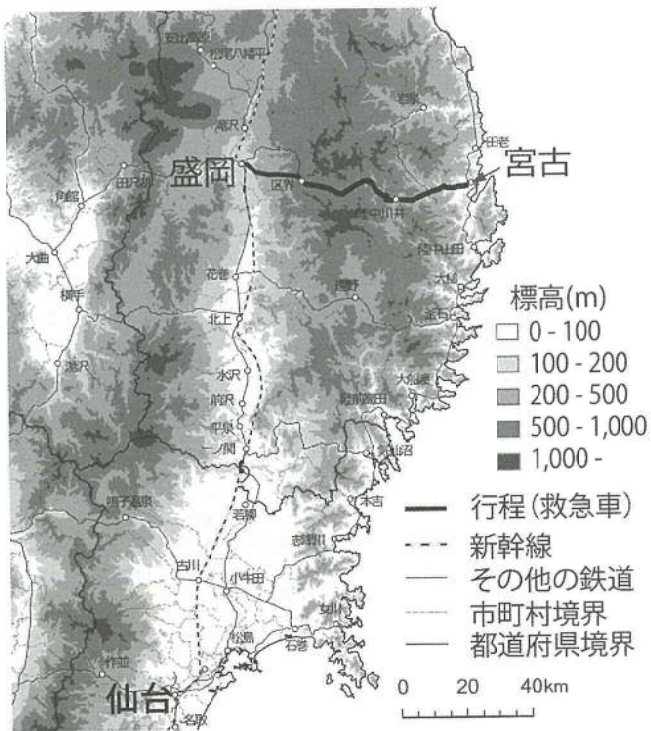 安比高原
松尾八幡平
滝沢
岩泉
田老
盛岡
宮古
区界
陸中川井
田沢湖
角館
陸中山田
大曲
花巻
遠野
大槌
釜石
横手
北上
湯沢
水沢
大船渡
前沢
陸前高田
平泉
一ノ関
気仙沼
鳴子温泉
若柳
本吉
志津川
古川
小牛田
女川
松島
石巻
作並
仙台
名取
標高(m)
0 - 100
100 - 200
200 - 500
500 - 1,000
1,000 -
行程(救急車)
新幹線
その他の鉄道
市町村境界
都道府県境界
0 20 40km